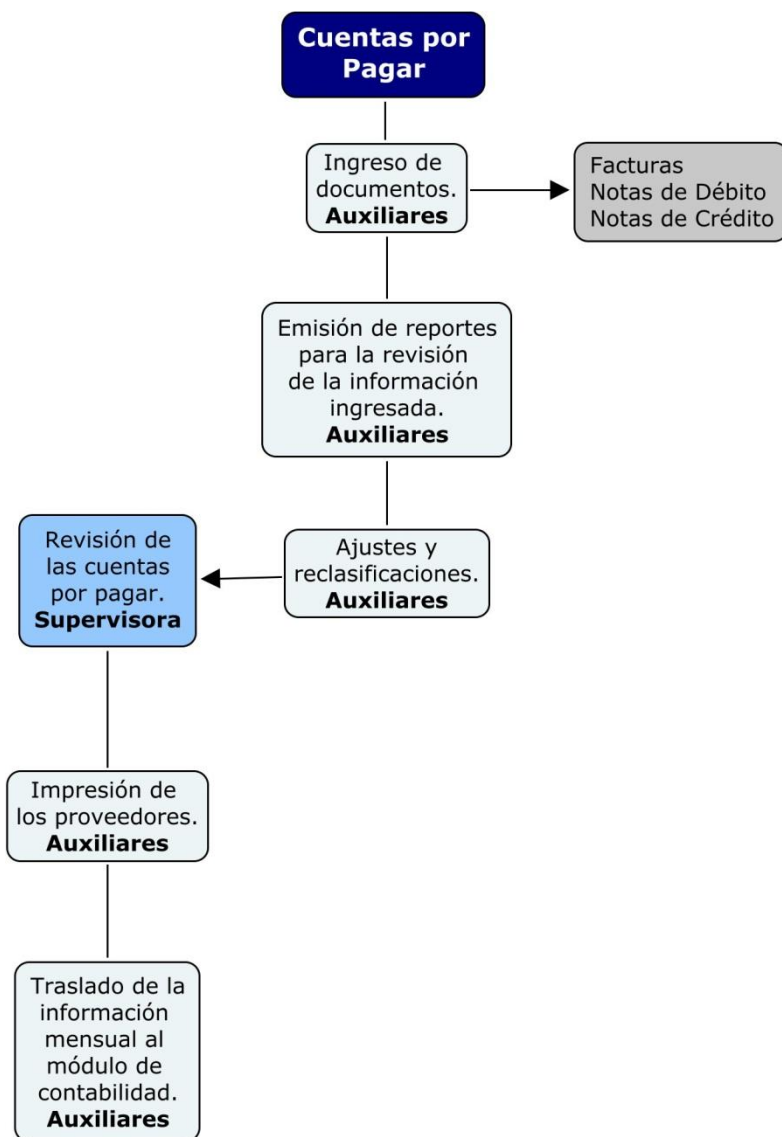 Cuentas por
Pagar
Ingreso de
documentos.
Auxiliares
Facturas
Notas de Débito
Notas de Crédito
Emisión de reportes
para la revisión
de la información
ingresada.
Auxiliares
Ajustes y
reclasificaciones.
Auxiliares
Revisión de
las cuentas
por pagar.
Supervisora
Impresión de
los proveedores.
Auxiliares
Traslado de la
información
mensual al
módulo de
contabilidad.
Auxiliares